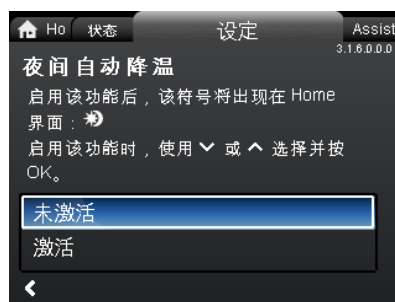 Ho 状态 设定 Assist
3.1.6.0.0.0
夜间自动降温
启用该功能后，该符号将出现在 Home
界面：
启用该功能时，使用 ∨ 或 ∧ 选择并按
OK。
未激活
激活